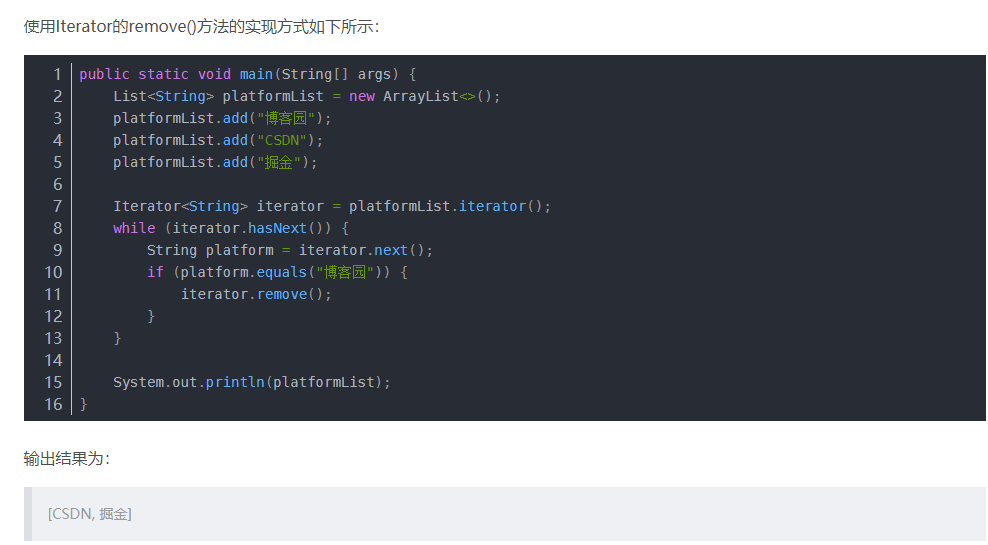 使用Iterator的remove()方法的实现方式如下所示：
1 public static void main(String[] args) {
2     List<String> platformList = new ArrayList<>();
3     platformList.add("博客园");
4     platformList.add("CSDN");
5     platformList.add("掘金");
6
7     Iterator<String> iterator = platformList.iterator();
8     while (iterator.hasNext()) {
9         String platform = iterator.next();
10         if (platform.equals("博客园")) {
11             iterator.remove();
12         }
13     }
14
15     System.out.println(platformList);
16 }
输出结果为：
[CSDN, 掘金]